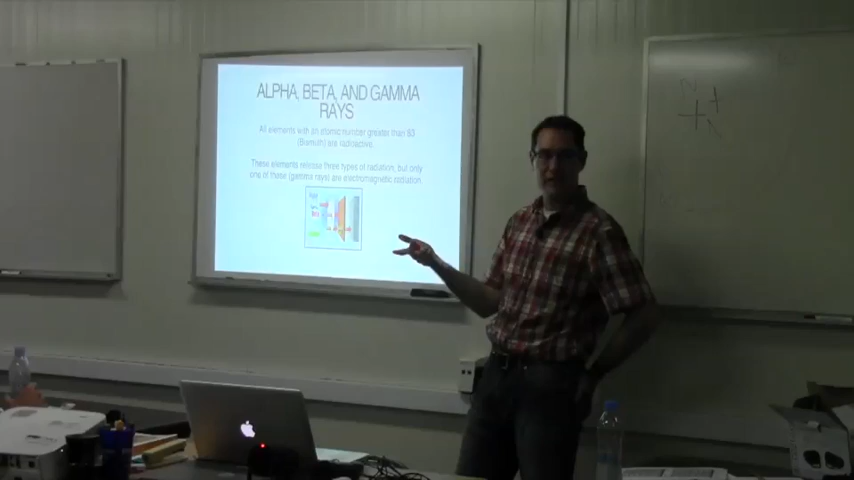 ALPHA, BETA, AND GAMMA
RAYS
All elements with an atomic number greater than 83
(Bismuth) are radioactive.
These elements release three types of radiation, but only
one of these (gamma rays) are electromagnetic radiation.
N